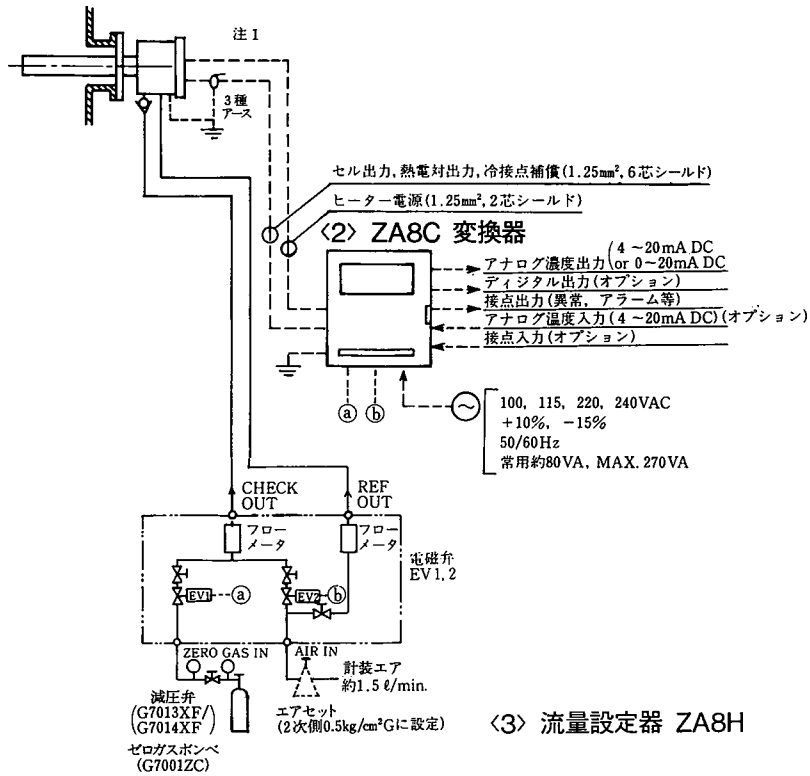 注1
3種
アース
セル出力, 熱電対出力, 冷接点補償(1.25mm², 6芯シールド)
ヒーター電源(1.25mm², 2芯シールド)
〈2〉 ZA8C 変換器
アナログ濃度出力(4～20mA DC
or 0～20mA DC
ディジタル出力(オプション)
接点出力(異常, アラーム等)
アナログ温度入力(4～20mA DC)(オプション)
接点入力(オプション)
ⓐ ⓑ
100, 115, 220, 240VAC
+10%, −15%
50/60Hz
常用約80VA, MAX. 270VA
CHECK
OUT
REF
OUT
フロー
メータ
フロー
メータ
電磁弁
EV1, 2
EV1 ⓐ
EV2 ⓑ
ZERO GAS IN
AIR IN
計装エア
約1.5ℓ/min.
減圧弁
(G7013XF/
G7014XF)
ゼロガスボンベ
(G7001ZC)
エアセット
(2次側0.5kg/cm²Gに設定)
〈3〉 流量設定器 ZA8H